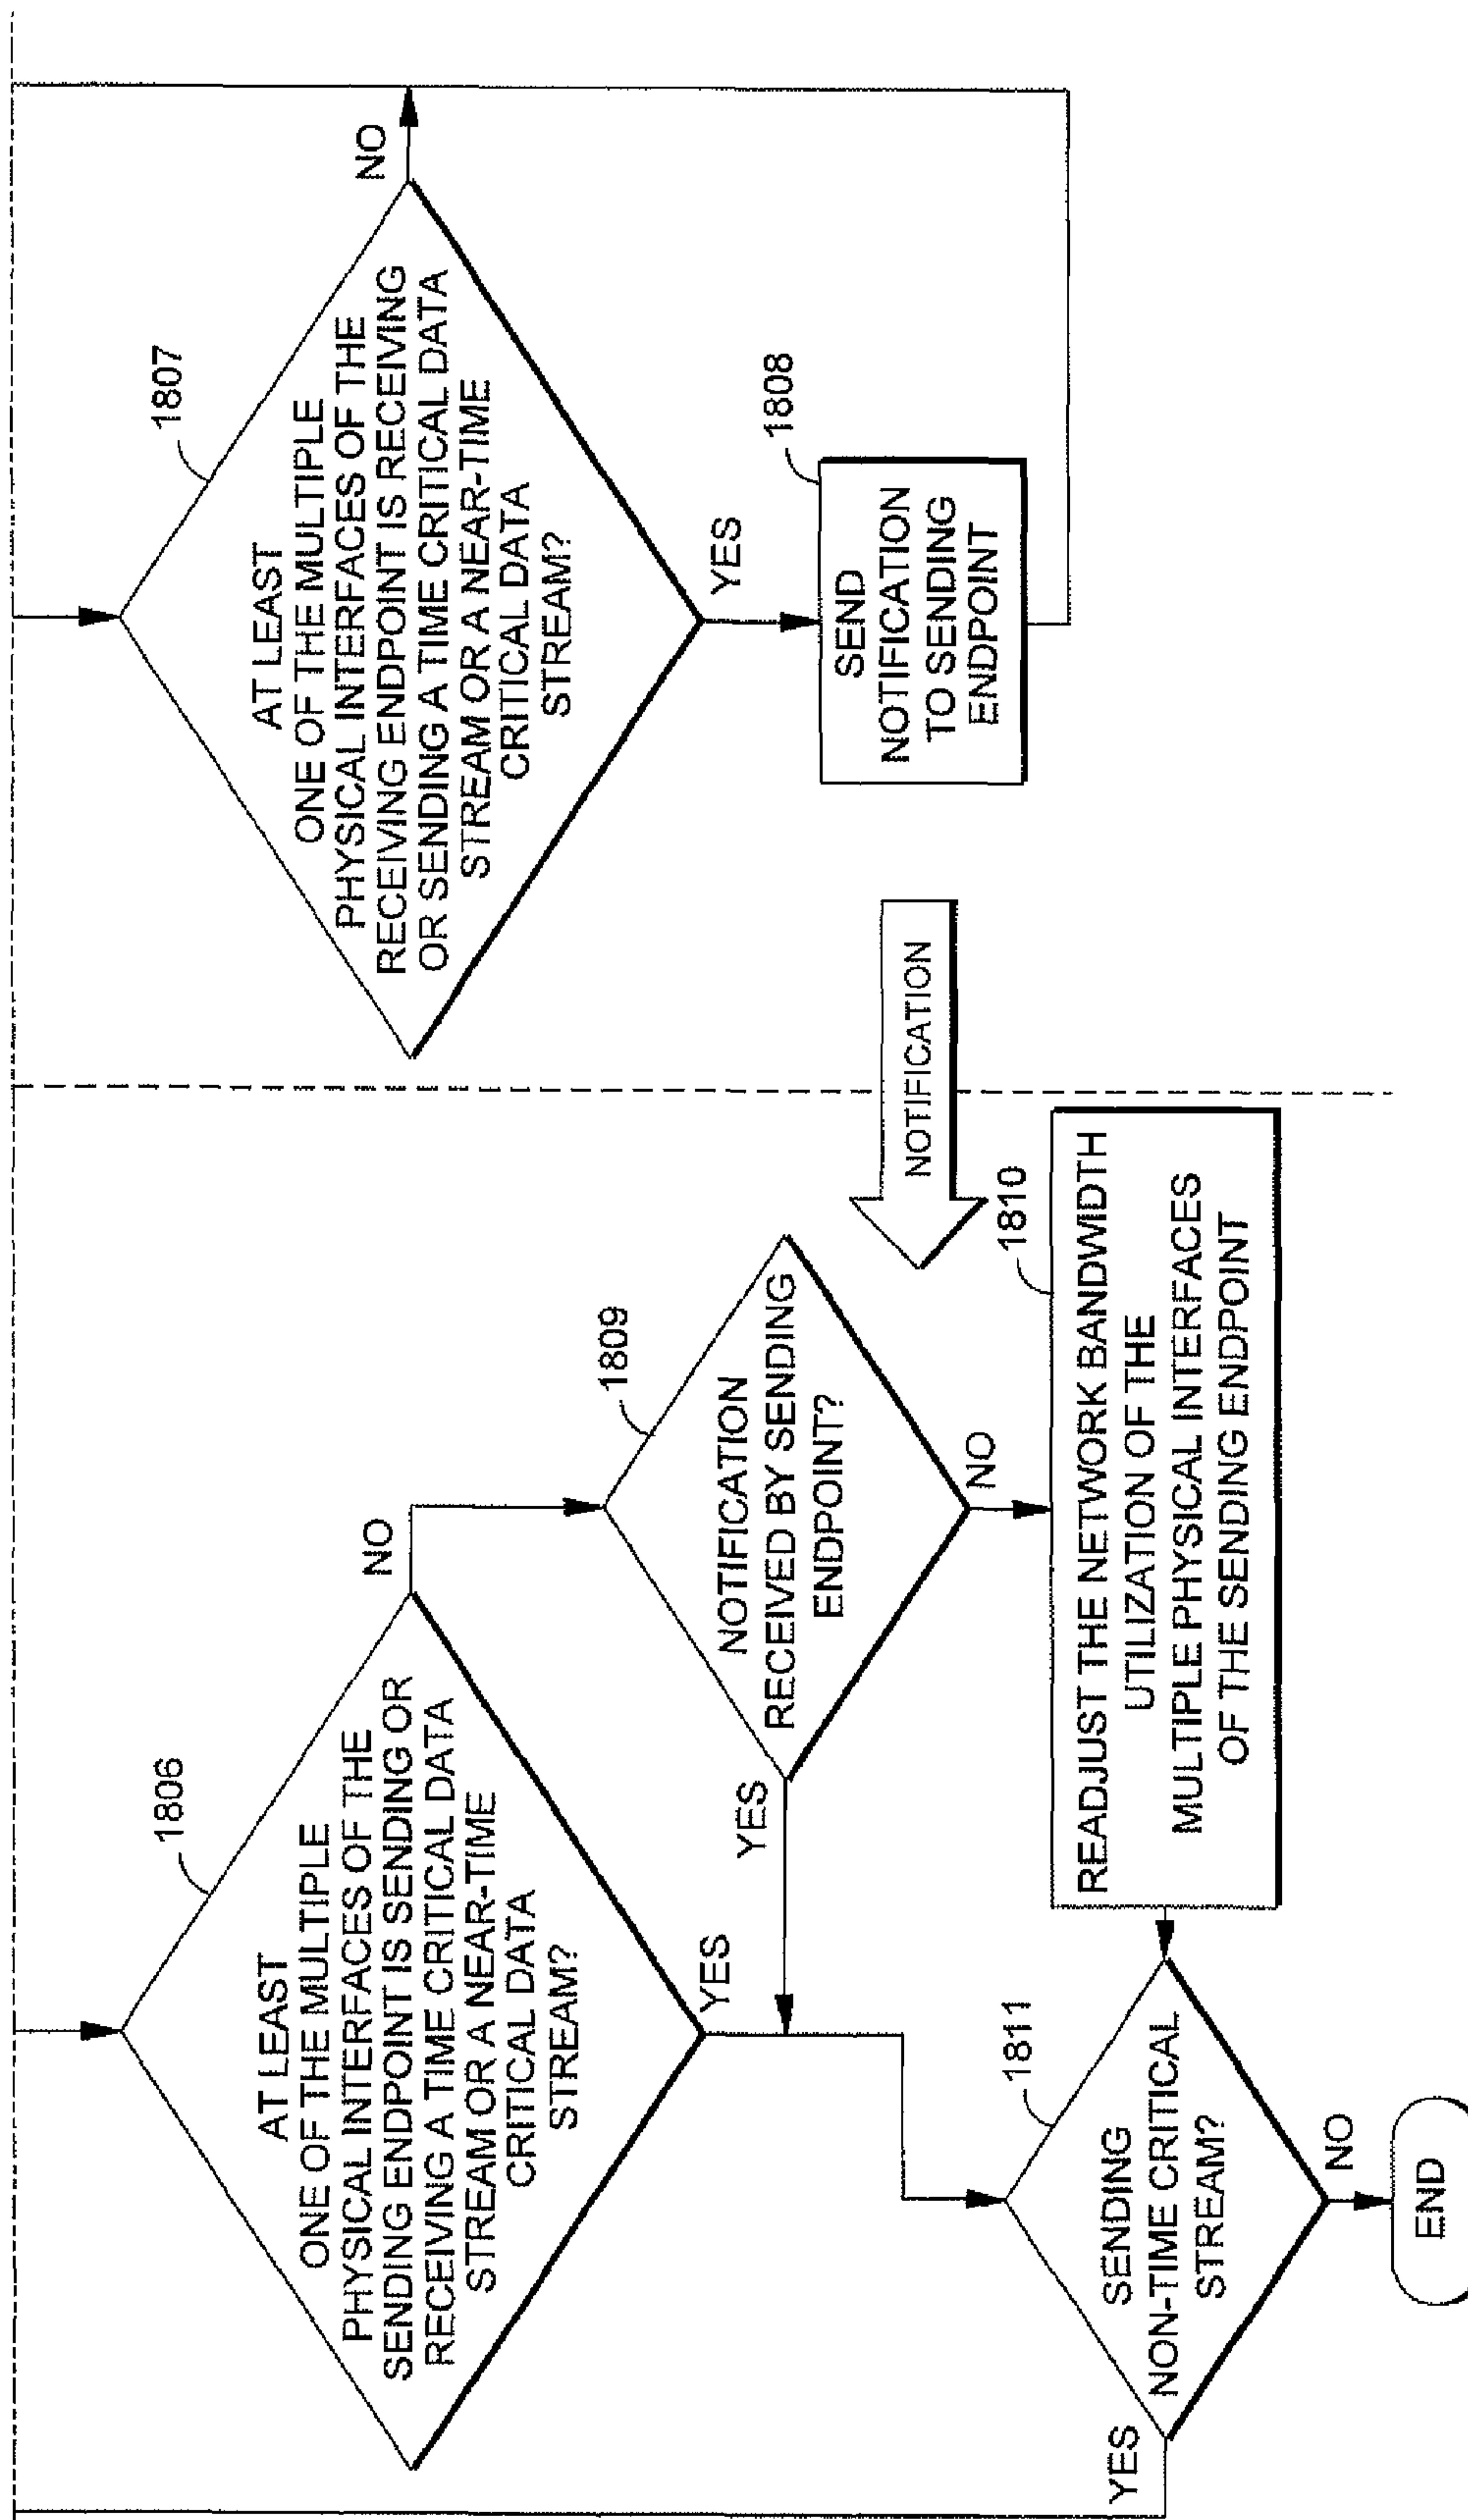 1806
AT LEAST
ONE OF THE MULTIPLE
PHYSICAL INTERFACES OF THE
SENDING ENDPOINT IS SENDING OR
RECEIVING A TIME CRITICAL DATA
STREAM OR A NEAR-TIME
CRITICAL DATA
STREAM?
NO
YES
1809
NOTIFICATION
RECEIVED BY SENDING
ENDPOINT?
YES
NO
1810
READJUST THE NETWORK BANDWIDTH
UTILIZATION OF THE
MULTIPLE PHYSICAL INTERFACES
OF THE SENDING ENDPOINT
1811
SENDING
NON-TIME CRITICAL
STREAM?
YES
NO
END
1807
AT LEAST
ONE OF THE MULTIPLE
PHYSICAL INTERFACES OF THE
RECEIVING ENDPOINT IS RECEIVING
OR SENDING A TIME CRITICAL DATA
STREAM OR A NEAR-TIME
CRITICAL DATA
STREAM?
NO
YES
1808
SEND
NOTIFICATION
TO SENDING
ENDPOINT
NOTIFICATION